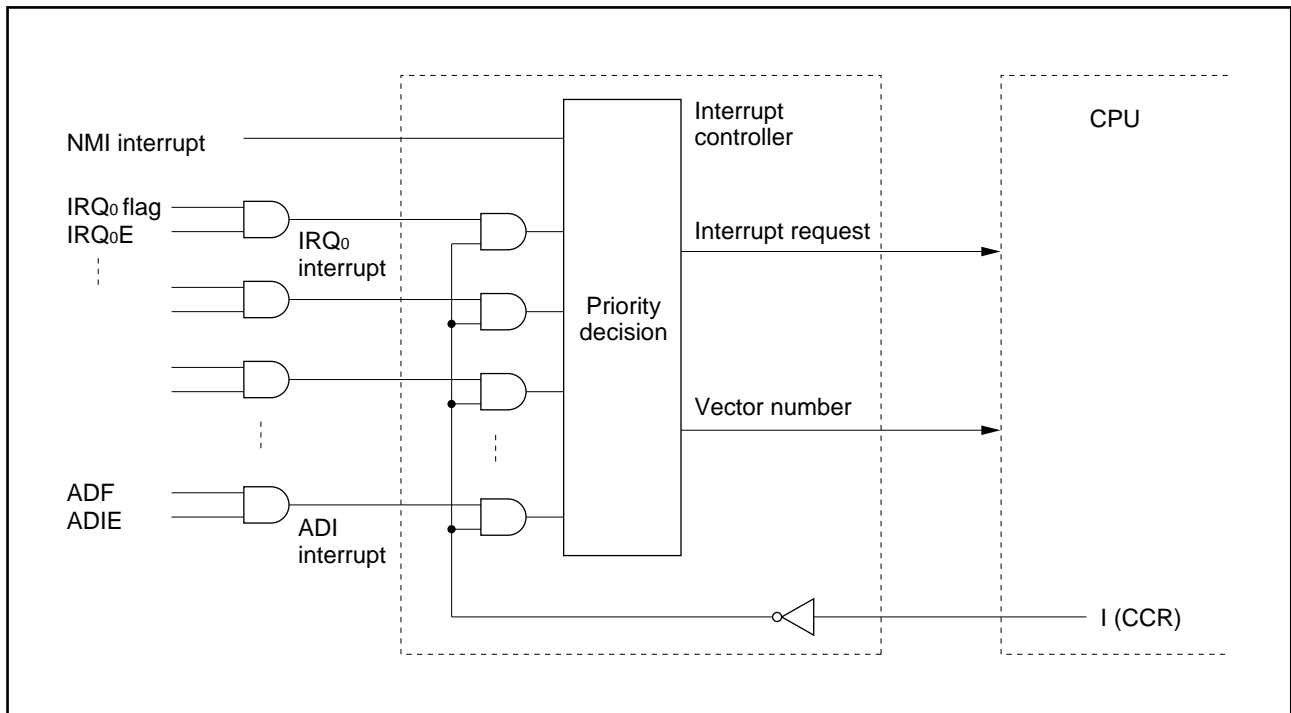 NMI interrupt
IRQ0 flag
IRQ0E
IRQ0
interrupt
ADF
ADIE
ADI
interrupt
Priority
decision
Interrupt
controller
Interrupt request
Vector number
CPU
I (CCR)